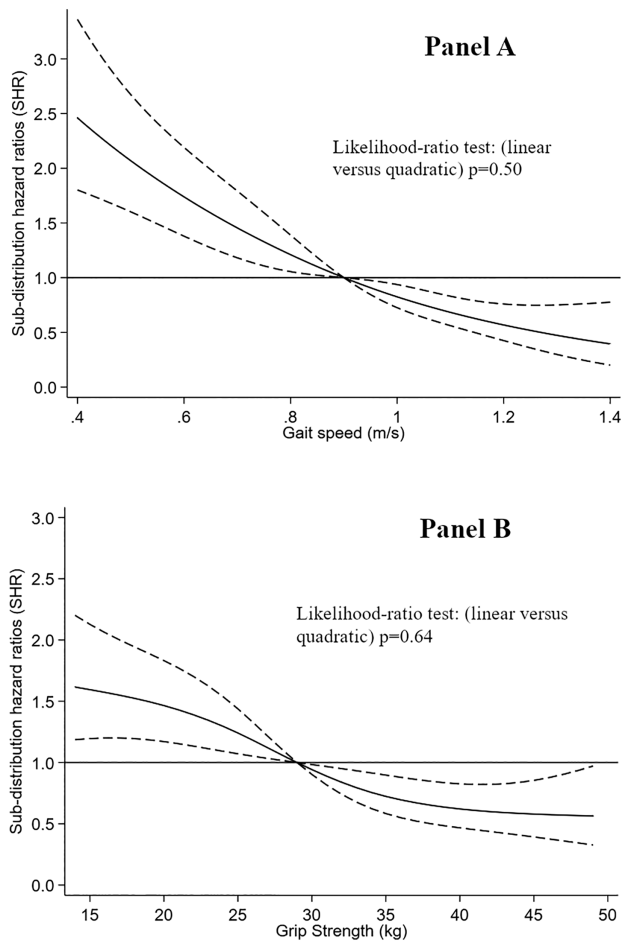 Panel A
Likelihood-ratio test: (linear
versus quadratic) p=0.50
Sub-distribution hazard ratios (SHR)
3.0
2.5
2.0
1.5
1.0
0.5
0.0
.4 .6 .8 1 1.2 1.4
Gait speed (m/s)
Panel B
Likelihood-ratio test: (linear versus
quadratic) p=0.64
Sub-distribution hazard ratios (SHR)
3.0
2.5
2.0
1.5
1.0
0.5
0.0
15 20 25 30 35 40 45 50
Grip Strength (kg)